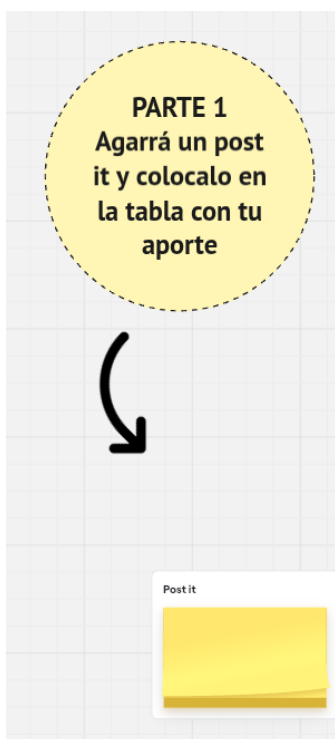 PARTE 1
Agarrá un post
it y colocalo en
la tabla con tu
aporte
Post it